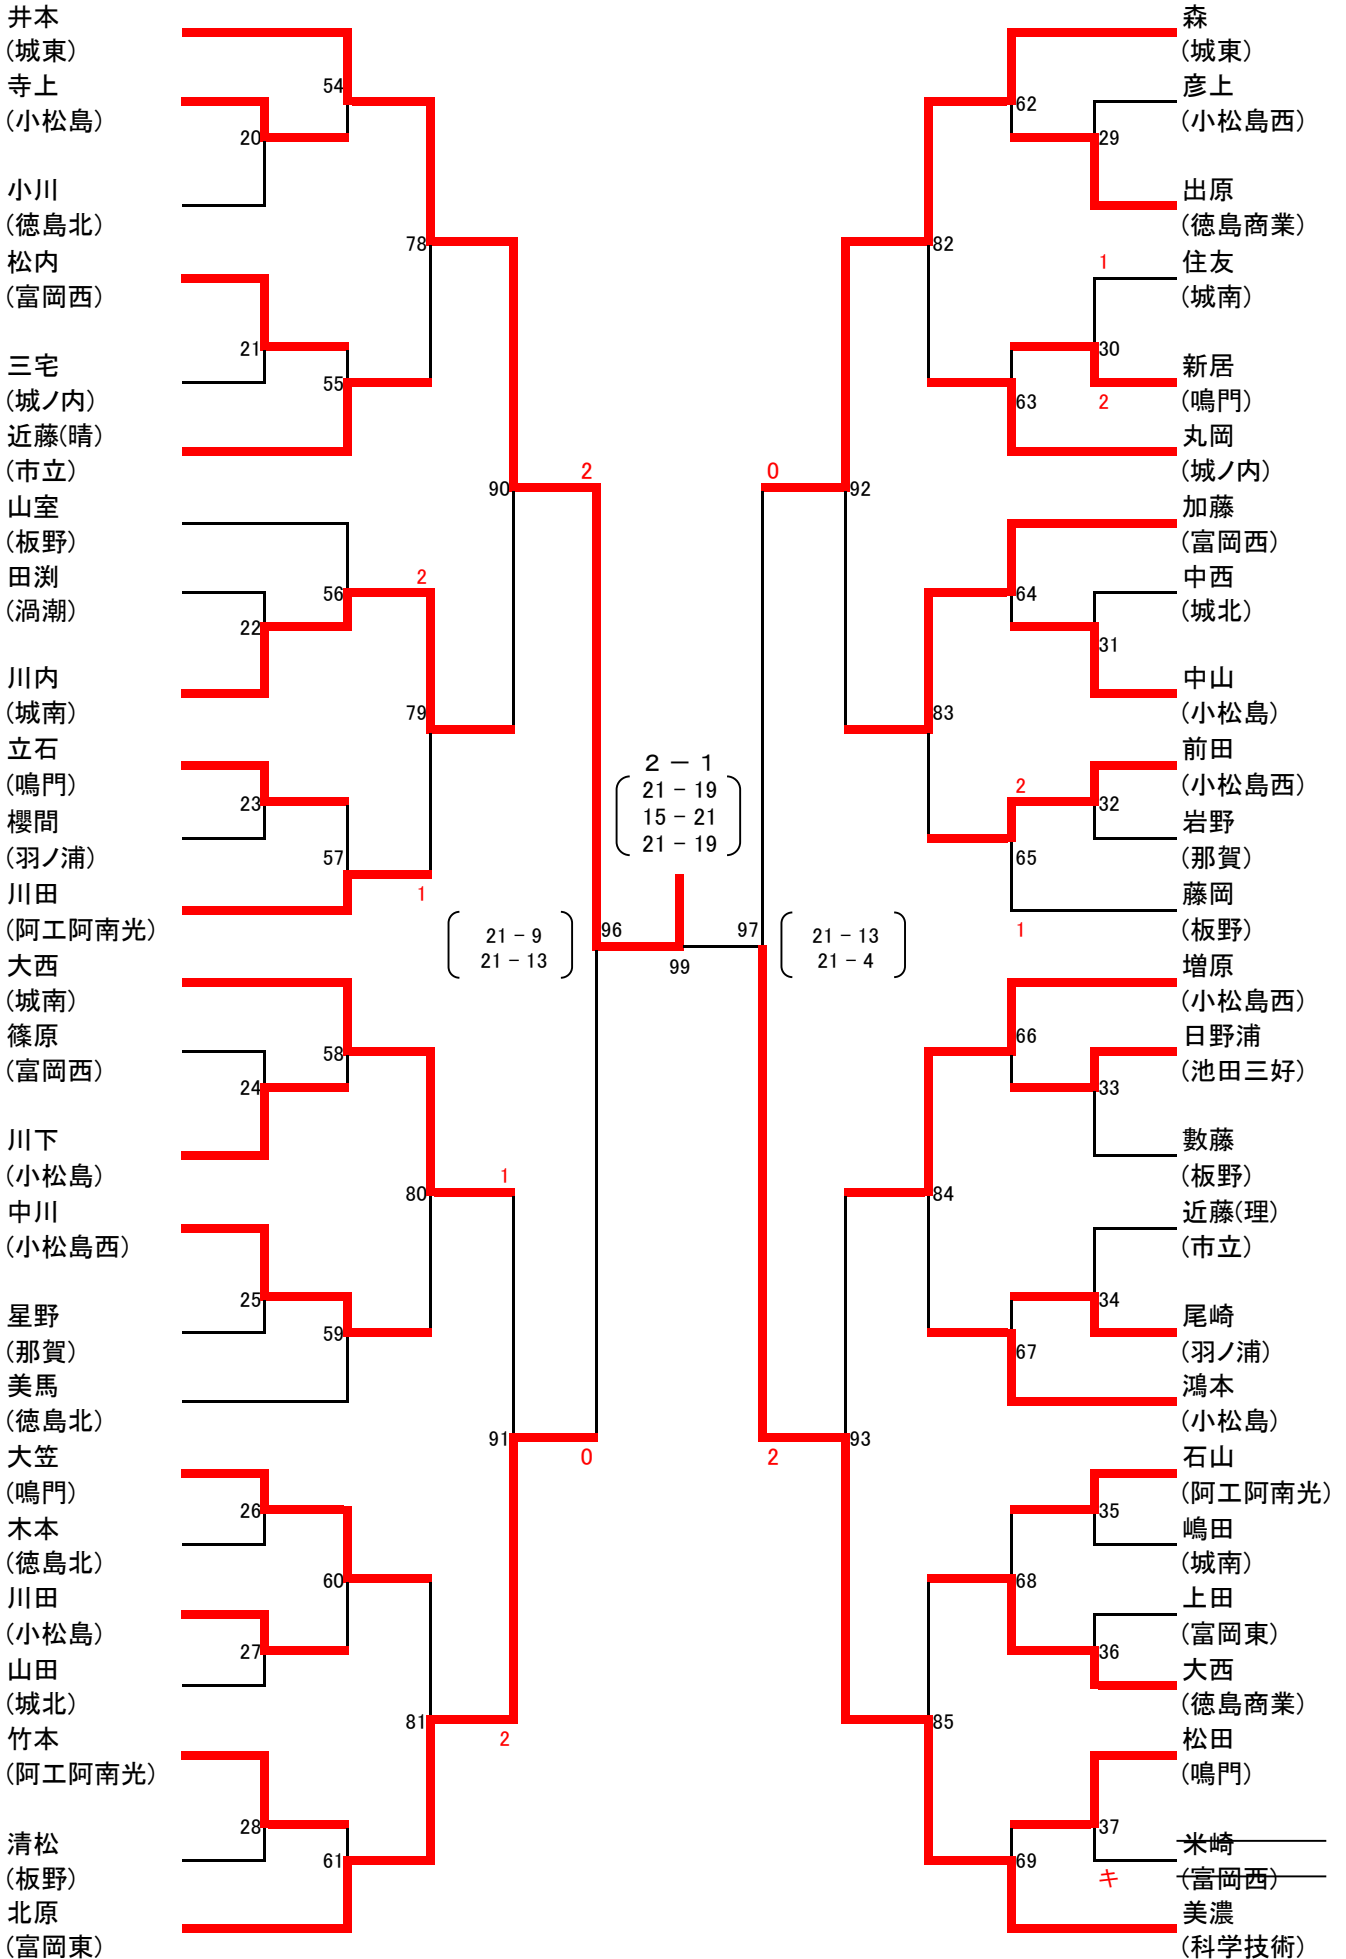 井本
(城東)
寺上
(小松島)
小川
(徳島北)
松内
(富岡西)
三宅
(城ノ内)
近藤(晴)
(市立)
山室
(板野)
田渕
(渦潮)
川内
(城南)
立石
(鳴門)
櫻間
(羽ノ浦)
川田
(阿工阿南光)
大西
(城南)
篠原
(富岡西)
川下
(小松島)
中川
(小松島西)
星野
(那賀)
美馬
(徳島北)
大笠
(鳴門)
木本
(徳島北)
川田
(小松島)
山田
(城北)
竹本
(阿工阿南光)
清松
(板野)
北原
(富岡東)
20
21
22
23
24
25
26
27
28
54
55
56
57
58
59
60
61
78
2
79
1
80
81
90
1
91
2
2
96
0
2 − 1
21 − 19
15 − 21
21 − 19
21 − 9
21 − 13
99
21 − 13
21 − 4
0
97
2
92
93
82
83
84
85
62
63
64
2
65
1
66
67
68
69
29
1
30
2
31
32
33
34
35
36
37
キ
森
(城東)
彦上
(小松島西)
出原
(徳島商業)
住友
(城南)
新居
(鳴門)
丸岡
(城ノ内)
加藤
(富岡西)
中西
(城北)
中山
(小松島)
前田
(小松島西)
岩野
(那賀)
藤岡
(板野)
増原
(小松島西)
日野浦
(池田三好)
數藤
(板野)
近藤(理)
(市立)
尾崎
(羽ノ浦)
鴻本
(小松島)
石山
(阿工阿南光)
嶋田
(城南)
上田
(富岡東)
大西
(徳島商業)
松田
(鳴門)
米崎
(富岡西)
美濃
(科学技術)